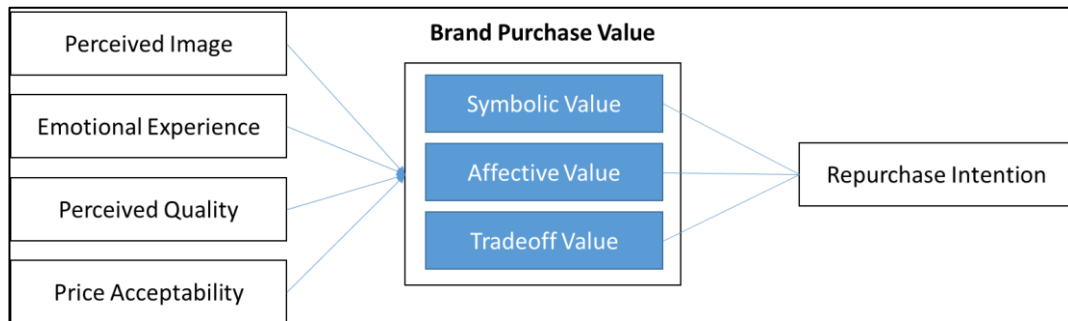 Perceived Image
Emotional Experience
Perceived Quality
Price Acceptability
Brand Purchase Value
Symbolic Value
Affective Value
Tradeoff Value
Repurchase Intention